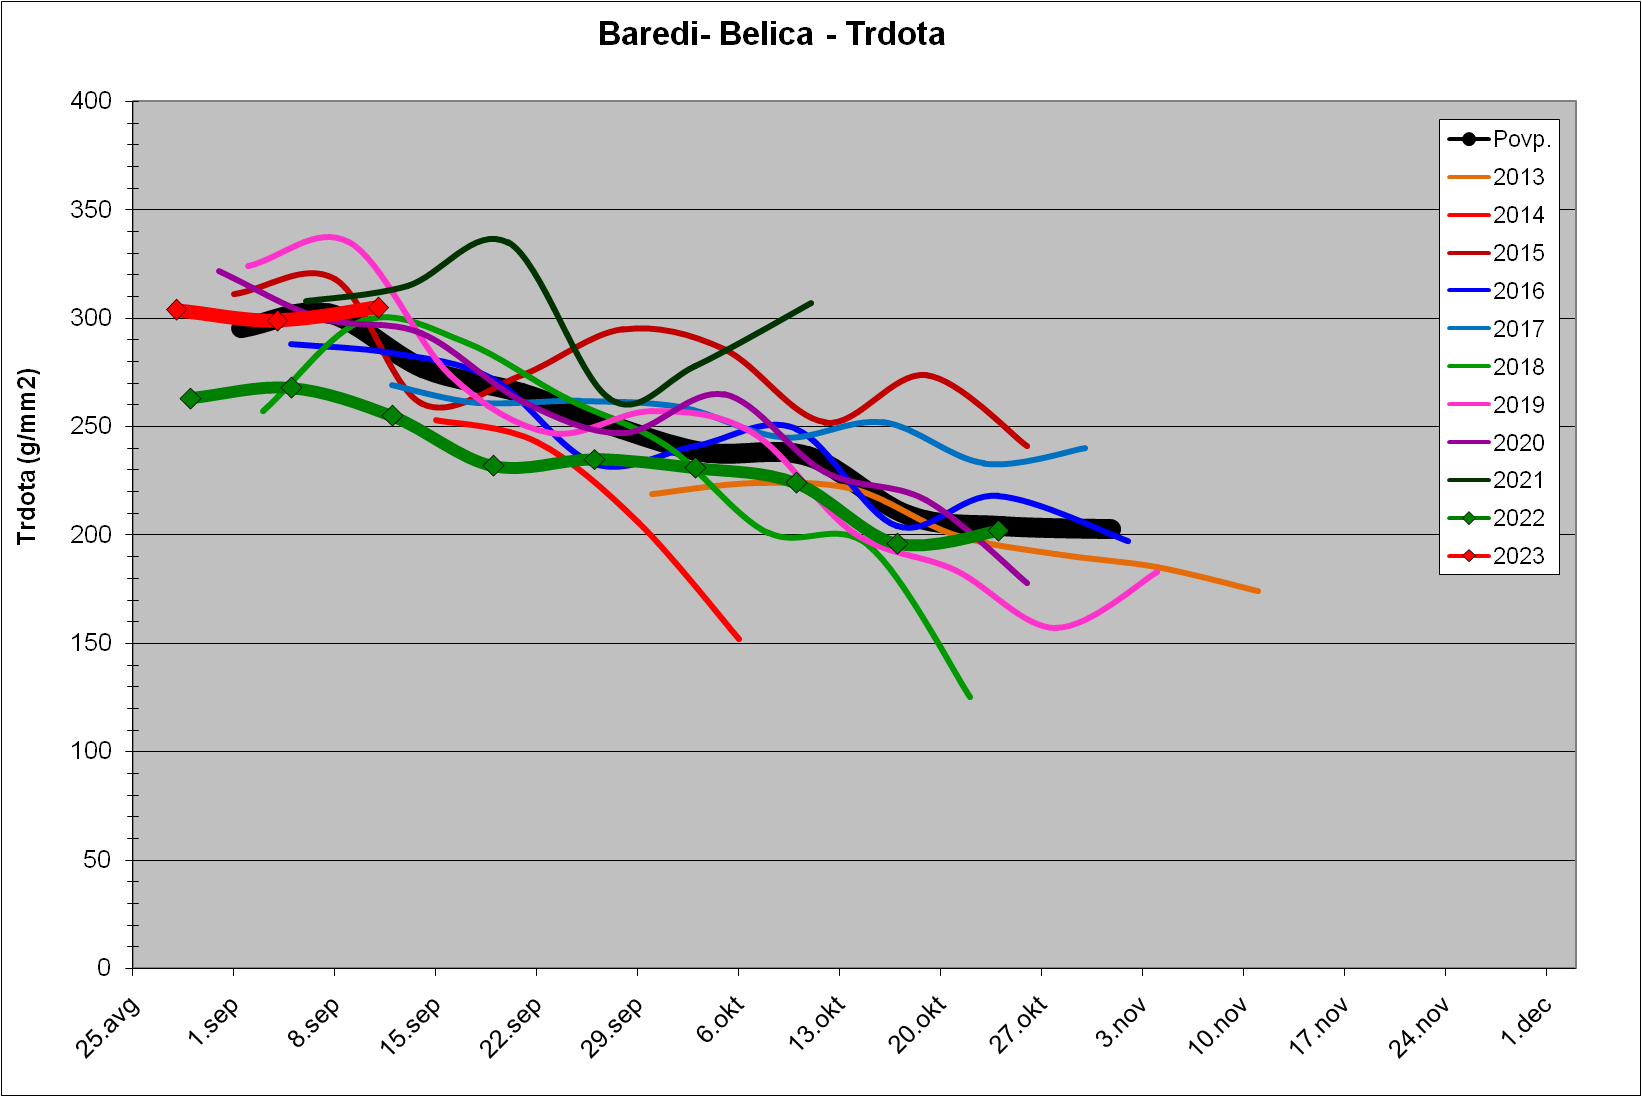 Baredi- Belica - Trdota
Trdota (g/mm2)
400
350
300
250
200
150
100
50
0
25.avg
1.sep
8.sep
15.sep
22.sep
29.sep
6.okt
13.okt
20.okt
27.okt
3.nov
10.nov
17.nov
24.nov
1.dec
Povp.
2013
2014
2015
2016
2017
2018
2019
2020
2021
2022
2023